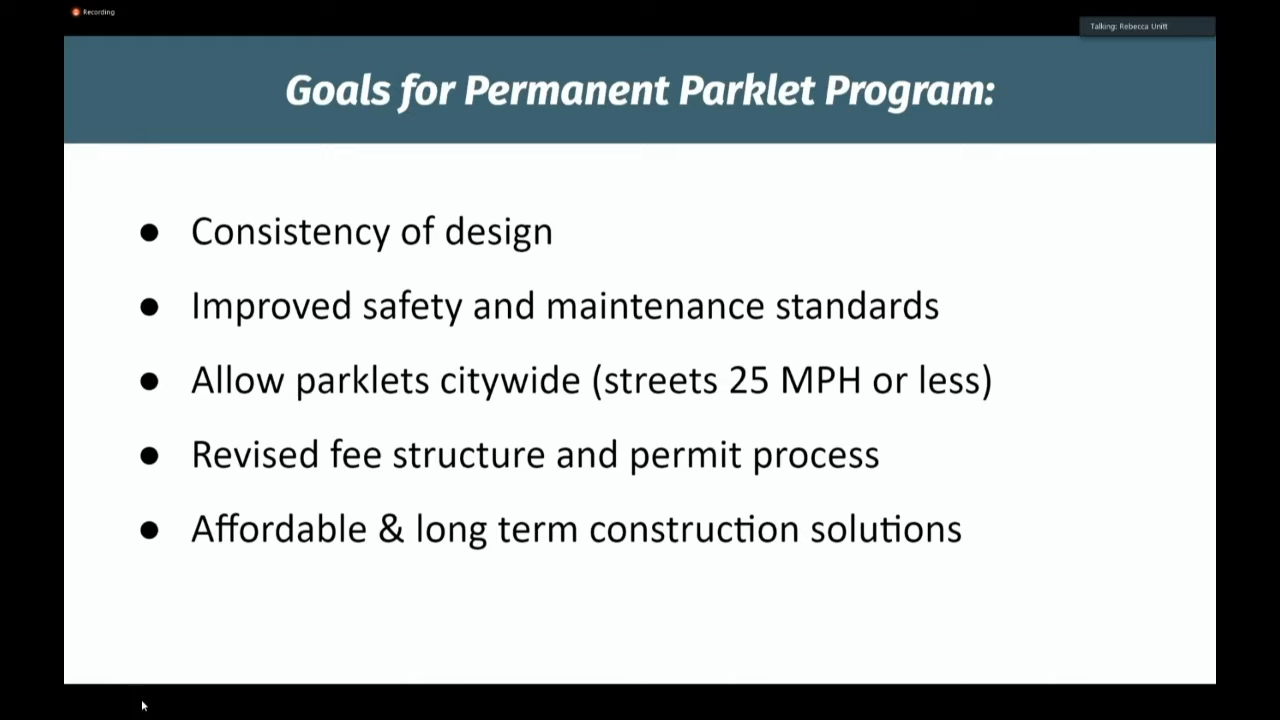 Recording
Talking: Rebecca Unitt
Goals for Permanent Parklet Program:
● Consistency of design
● Improved safety and maintenance standards
● Allow parklets citywide (streets 25 MPH or less)
● Revised fee structure and permit process
● Affordable & long term construction solutions